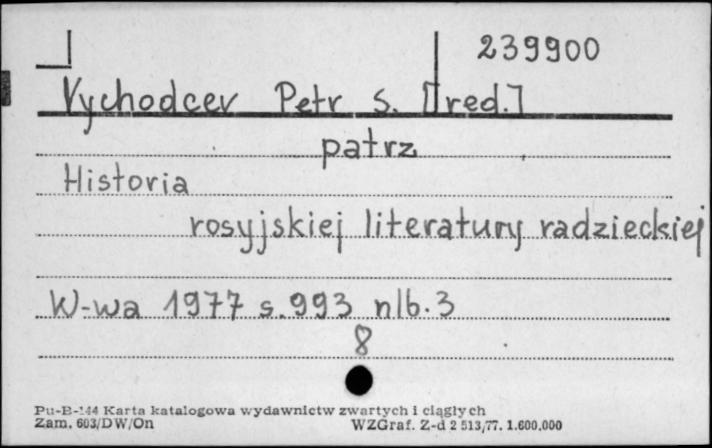 239900
Vychodcev Petr S. [red.]
patrz
Historia
rosyjskiej literatury radzieckiej
W-wa 1977 s. 993 nlb. 3
8
Pu-B-144 Karta katalogowa wydawnictw zwartych i ciągłych
Zam. 603/DW/On WZGraf. Z-d 2 513/77. 1.600.000